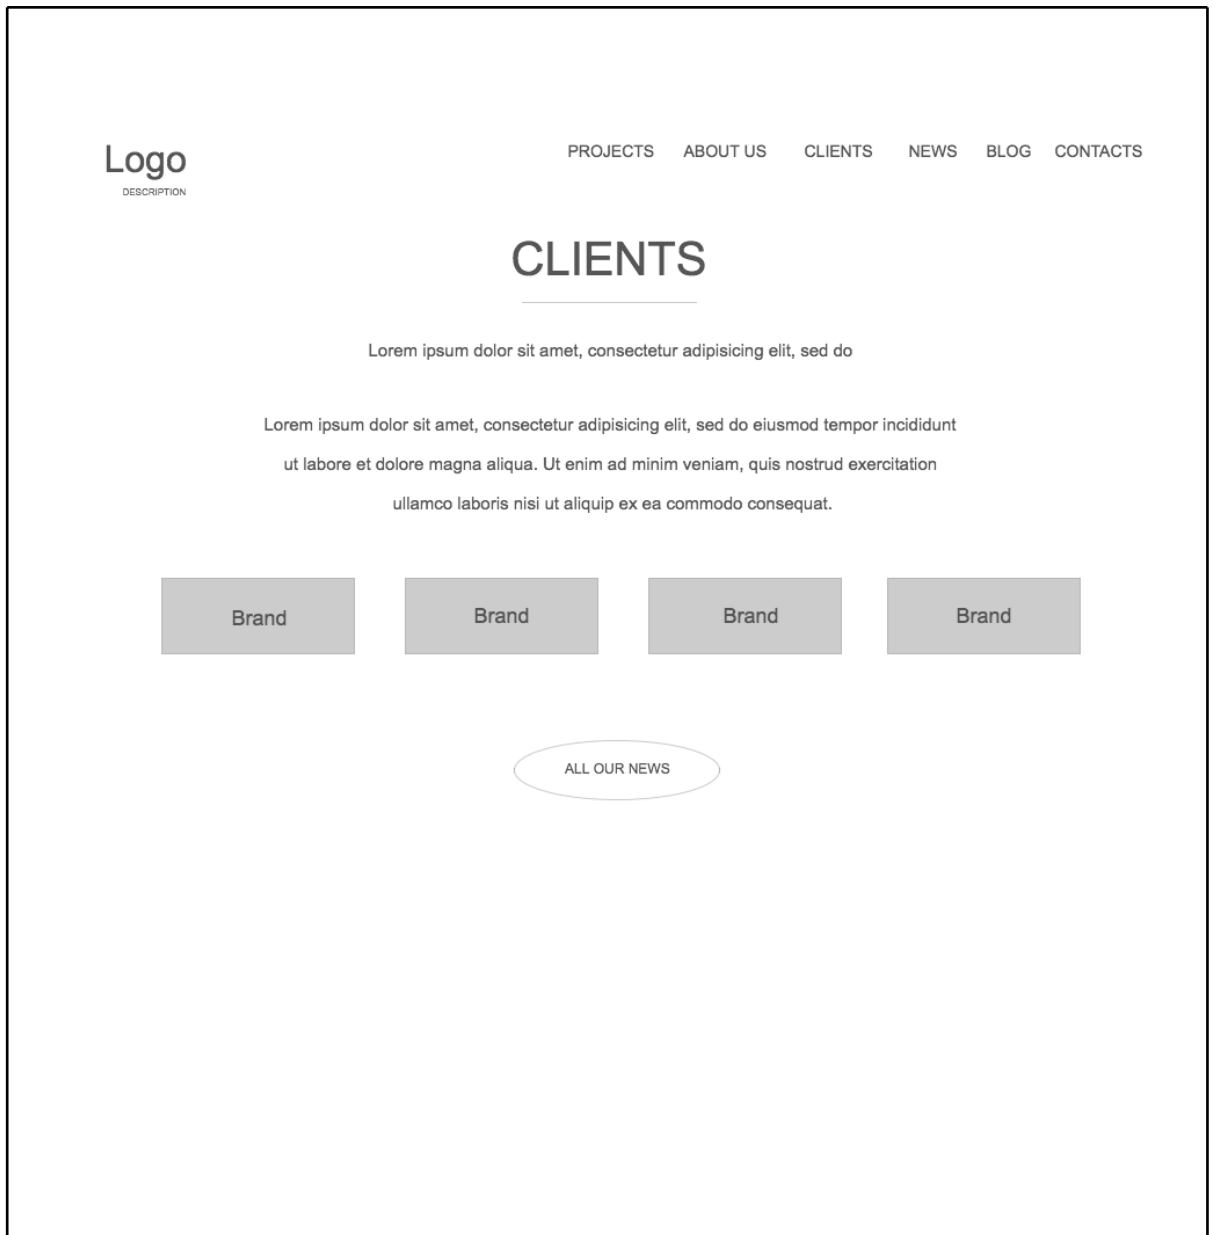 Logo
DESCRIPTION
PROJECTS ABOUT US CLIENTS NEWS BLOG CONTACTS
CLIENTS
Lorem ipsum dolor sit amet, consectetur adipisicing elit, sed do
Lorem ipsum dolor sit amet, consectetur adipisicing elit, sed do eiusmod tempor incididunt
ut labore et dolore magna aliqua. Ut enim ad minim veniam, quis nostrud exercitation
ullamco laboris nisi ut aliquip ex ea commodo consequat.
Brand Brand Brand Brand
ALL OUR NEWS